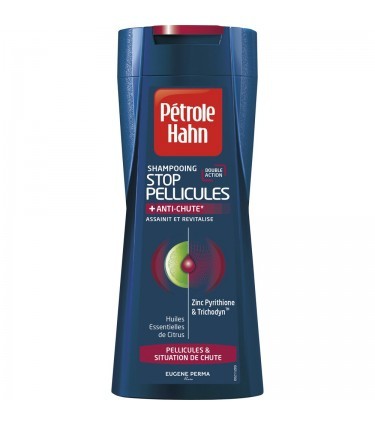 Pétrole
Hahn
SHAMPOOING
STOP
DOUBLE
ACTION
PELLICULES
+ ANTI-CHUTE*
ASSAINIT ET REVITALISE
Zinc Pyrithione
& Trichodyn™
Huiles
Essentielles
de Citrus
PELLICULES &
SITUATION DE CHUTE
EUGENE PERMA